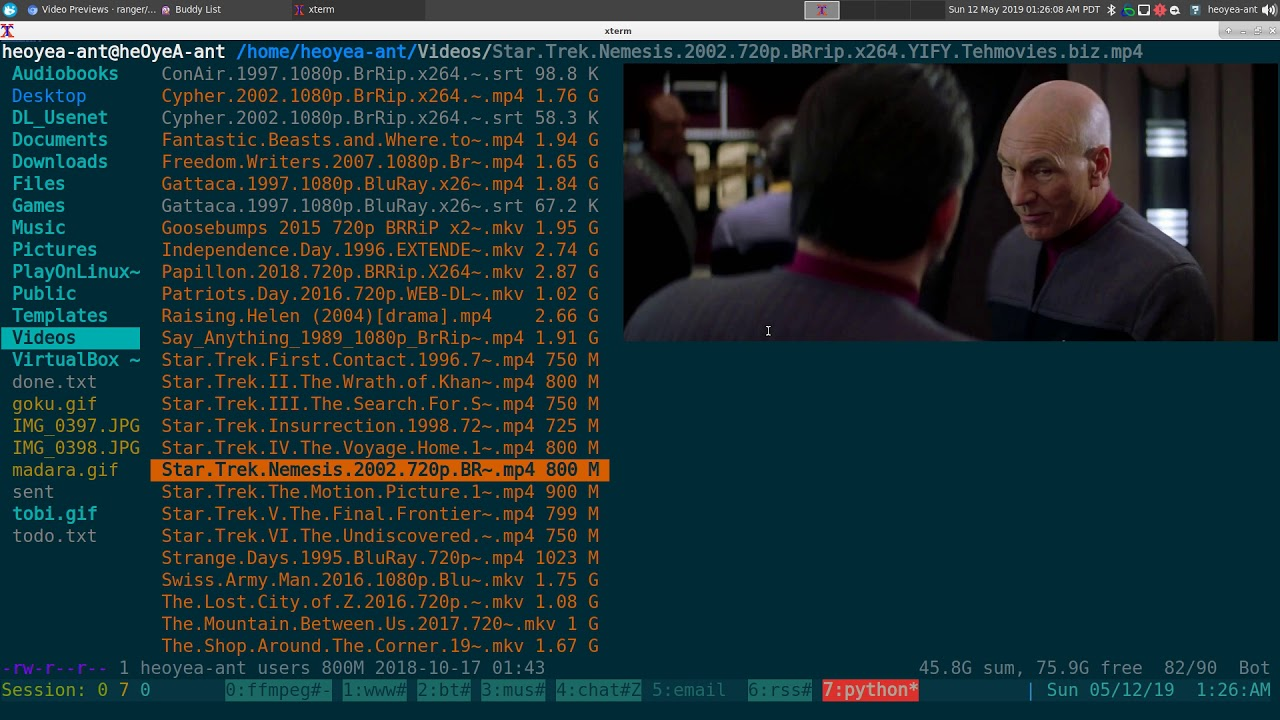 Video Previews · ranger/... Buddy List xterm Sun 12 May 2019 01:26:08 AM PDT heoyea-ant
xterm
heoyea-ant@heOyeA-ant /home/heoyea-ant/Videos/Star.Trek.Nemesis.2002.720p.BRrip.x264.YIFY.Tehmovies.biz.mp4
Audiobooks ConAir.1997.1080p.BrRip.x264.~.srt 98.8 K
Desktop Cypher.2002.1080p.BrRip.x264.~.mp4 1.76 G
DL_Usenet Cypher.2002.1080p.BrRip.x264.~.srt 58.3 K
Documents Fantastic.Beasts.and.Where.to~.mp4 1.94 G
Downloads Freedom.Writers.2007.1080p.Br~.mp4 1.65 G
Files Gattaca.1997.1080p.BluRay.x26~.mp4 1.84 G
Games Gattaca.1997.1080p.BluRay.x26~.srt 67.2 K
Music Goosebumps 2015 720p BRRiP x2~.mkv 1.95 G
Pictures Independence.Day.1996.EXTENDE~.mkv 2.74 G
PlayOnLinux~ Papillon.2018.720p.BRRip.X264~.mkv 2.87 G
Public Patriots.Day.2016.720p.WEB-DL~.mkv 1.02 G
Templates Raising.Helen (2004)[drama].mp4 2.66 G
Videos Say_Anything_1989_1080p_BrRip~.mp4 1.91 G
VirtualBox ~ Star.Trek.First.Contact.1996.7~.mp4 750 M
done.txt Star.Trek.II.The.Wrath.of.Khan~.mp4 800 M
goku.gif Star.Trek.III.The.Search.For.S~.mp4 750 M
IMG_0397.JPG Star.Trek.Insurrection.1998.72~.mp4 725 M
IMG_0398.JPG Star.Trek.IV.The.Voyage.Home.1~.mp4 800 M
madara.gif Star.Trek.Nemesis.2002.720p.BR~.mp4 800 M
sent Star.Trek.The.Motion.Picture.1~.mp4 900 M
tobi.gif Star.Trek.V.The.Final.Frontier~.mp4 799 M
todo.txt Star.Trek.VI.The.Undiscovered.~.mp4 750 M
Strange.Days.1995.BluRay.720p~.mp4 1023 M
Swiss.Army.Man.2016.1080p.Blu~.mkv 1.75 G
The.Lost.City.of.Z.2016.720p.~.mkv 1.08 G
The.Mountain.Between.Us.2017.720~.mkv 1 G
The.Shop.Around.The.Corner.19~.mkv 1.67 G
-rw-r--r-- 1 heoyea-ant users 800M 2018-10-17 01:43 45.8G sum, 75.9G free 82/90 Bot
Session: 0 7 0 0:ffmpeg#- 1:www# 2:bt# 3:mus# 4:chat#Z 5:email 6:rss# 7:python* | Sun 05/12/19 1:26AM